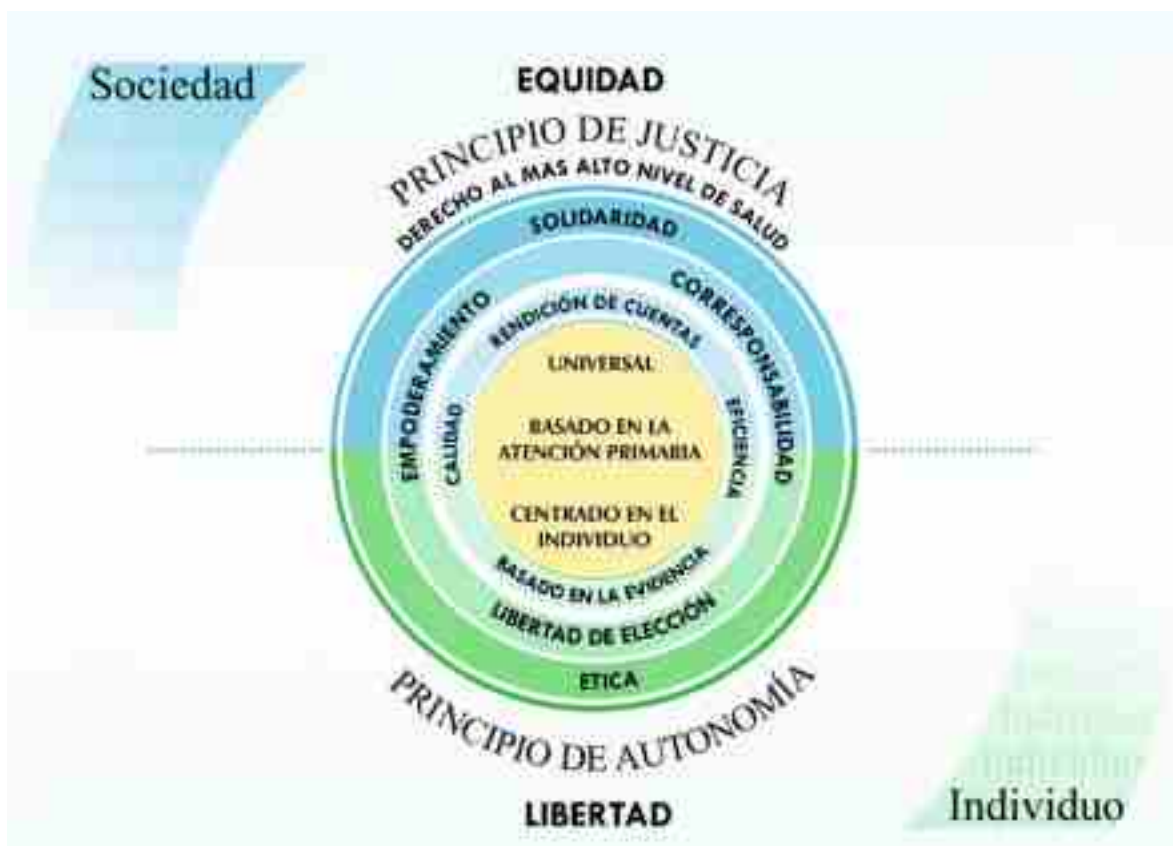 Sociedad
EQUIDAD
PRINCIPIO DE JUSTICIA
DERECHO AL MAS ALTO NIVEL DE SALUD
SOLIDARIDAD
EMPODERAMIENTO
CORRESPONSABILIDAD
RENDICIÓN DE CUENTAS
CALIDAD
EFICIENCIA
UNIVERSAL
BASADO EN LA
ATENCIÓN PRIMARIA
CENTRADO EN EL
INDIVIDUO
BASADO EN LA EVIDENCIA
LIBERTAD DE ELECCIÓN
ETICA
PRINCIPIO DE AUTONOMÍA
LIBERTAD
Individuo